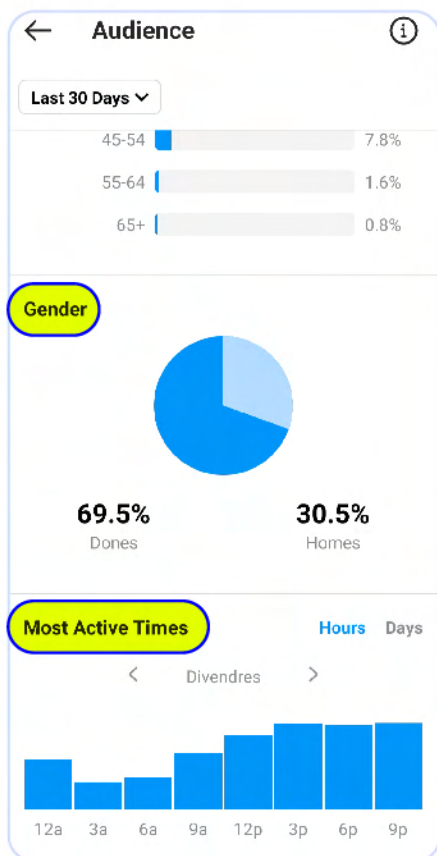 Audience
Last 30 Days
45-54 7.8%
55-64 1.6%
65+ 0.8%
Gender
69.5% 30.5%
Dones Homes
Most Active Times Hours Days
Divendres
12a 3a 6a 9a 12p 3p 6p 9p